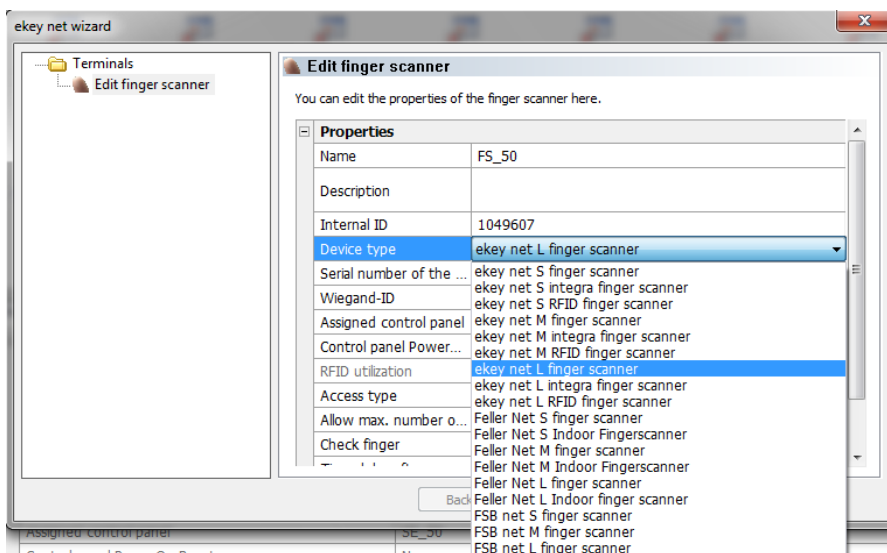 ekey net wizard
Terminals
Edit finger scanner
Edit finger scanner
You can edit the properties of the finger scanner here.
Properties
Name FS_50
Description
Internal ID 1049607
Device type ekey net L finger scanner
Serial number of the ...
Wiegand-ID
Assigned control panel
Control panel Power...
RFID utilization
Access type
Allow max. number o...
Check finger
ekey net S finger scanner
ekey net S integra finger scanner
ekey net S RFID finger scanner
ekey net M finger scanner
ekey net M integra finger scanner
ekey net M RFID finger scanner
ekey net L finger scanner
ekey net L integra finger scanner
ekey net L RFID finger scanner
Feller Net S finger scanner
Feller Net S Indoor Fingerscanner
Feller Net M finger scanner
Feller Net M Indoor Fingerscanner
Feller Net L finger scanner
Feller Net L Indoor finger scanner
FSB net S finger scanner
FSB net M finger scanner
FSB net L finger scanner
Back
Assigned control panel SE_50